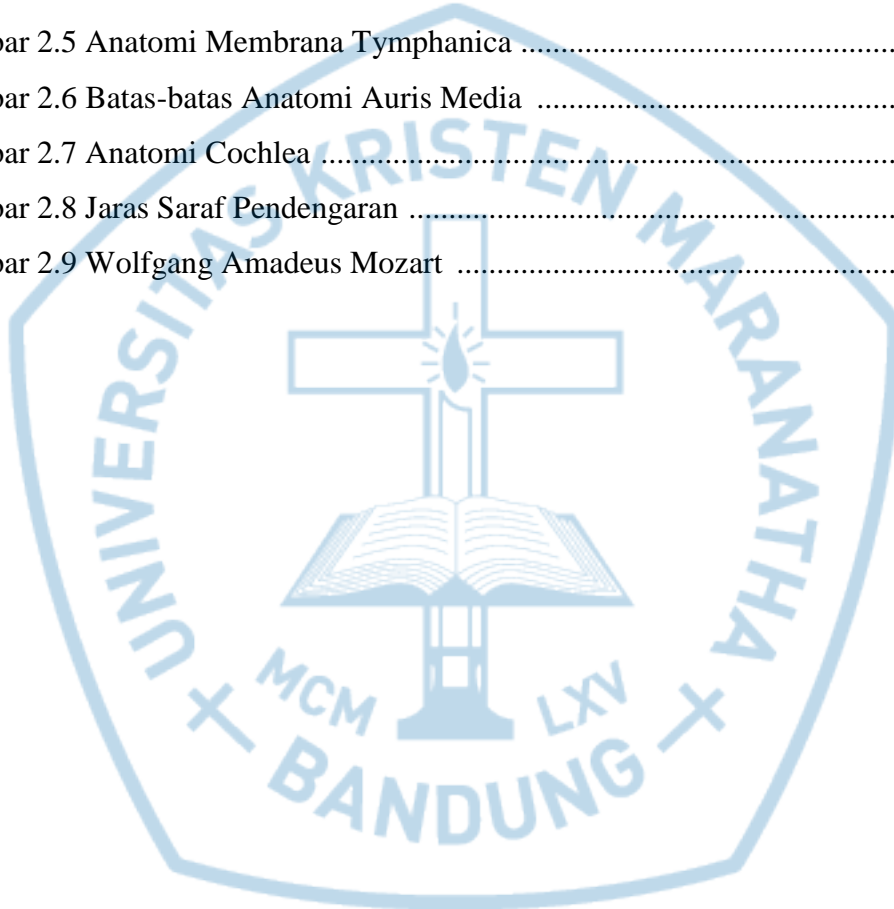 bar 2.5 Anatomi Membrana Tymphanica ................................................
bar 2.6 Batas-batas Anatomi Auris Media ................................................
bar 2.7 Anatomi Cochlea ................................................
bar 2.8 Jaras Saraf Pendengaran ................................................
bar 2.9 Wolfgang Amadeus Mozart ................................................
UNIVERSITAS KRISTEN MARANATHA
MCM LXV
BANDUNG